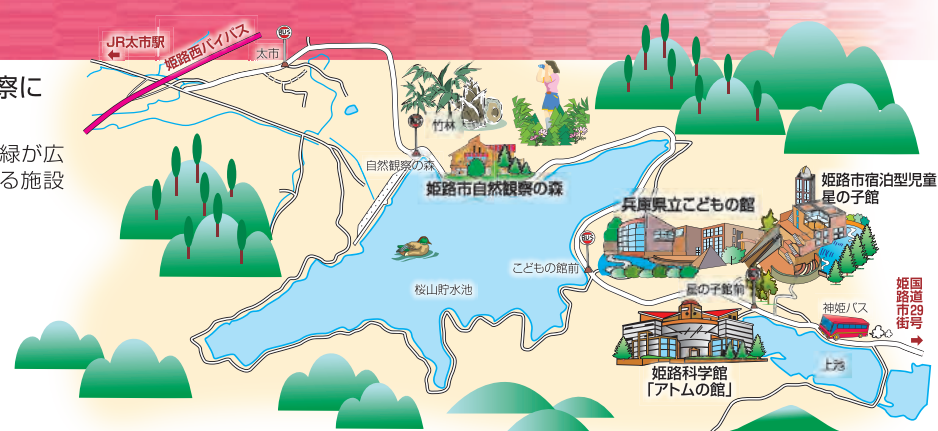 JR太市駅
姫路西バイパス
BUS
太市
察に
緑が広
る施設
竹林
自然観察の森
姫路市自然観察の森
兵庫県立こどもの館
姫路市宿泊型児童
星の子館
BUS
こどもの館前
桜山貯水池
星の子館前
神姫バス
国道29号
姫路市街
上池
姫路科学館
「アトムの館」